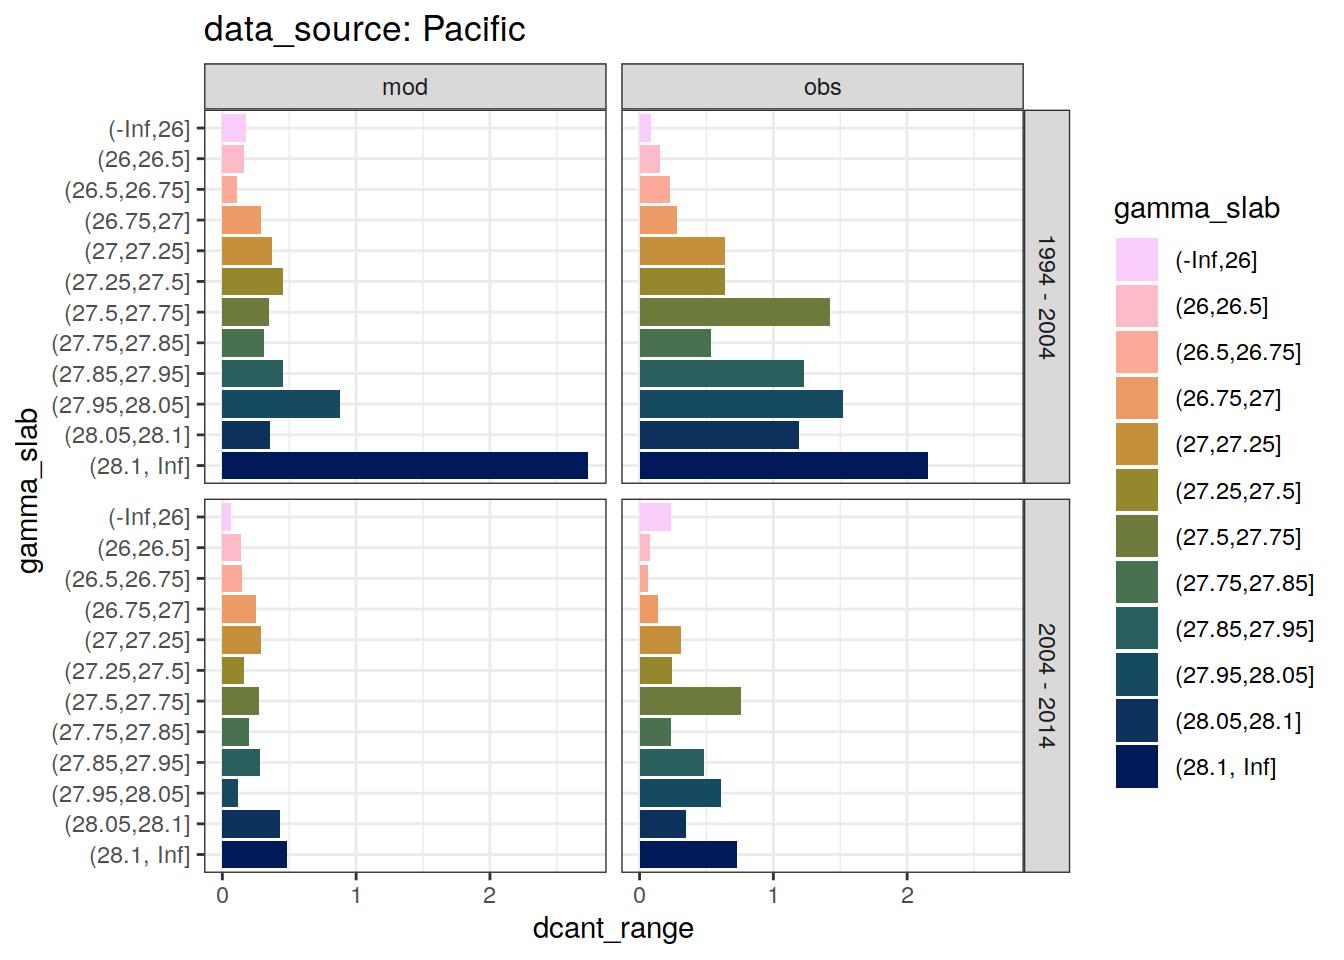 data_source: Pacific
mod
obs
(-Inf,26]
(26,26.5]
(26.5,26.75]
(26.75,27]
(27,27.25]
(27.25,27.5]
(27.5,27.75]
(27.75,27.85]
(27.85,27.95]
(27.95,28.05]
(28.05,28.1]
(28.1, Inf]
1994 - 2004
(-Inf,26]
(26,26.5]
(26.5,26.75]
(26.75,27]
(27,27.25]
(27.25,27.5]
(27.5,27.75]
(27.75,27.85]
(27.85,27.95]
(27.95,28.05]
(28.05,28.1]
(28.1, Inf]
2004 - 2014
gamma_slab
0 1 2
0 1 2
dcant_range
gamma_slab
(-Inf,26]
(26,26.5]
(26.5,26.75]
(26.75,27]
(27,27.25]
(27.25,27.5]
(27.5,27.75]
(27.75,27.85]
(27.85,27.95]
(27.95,28.05]
(28.05,28.1]
(28.1, Inf]